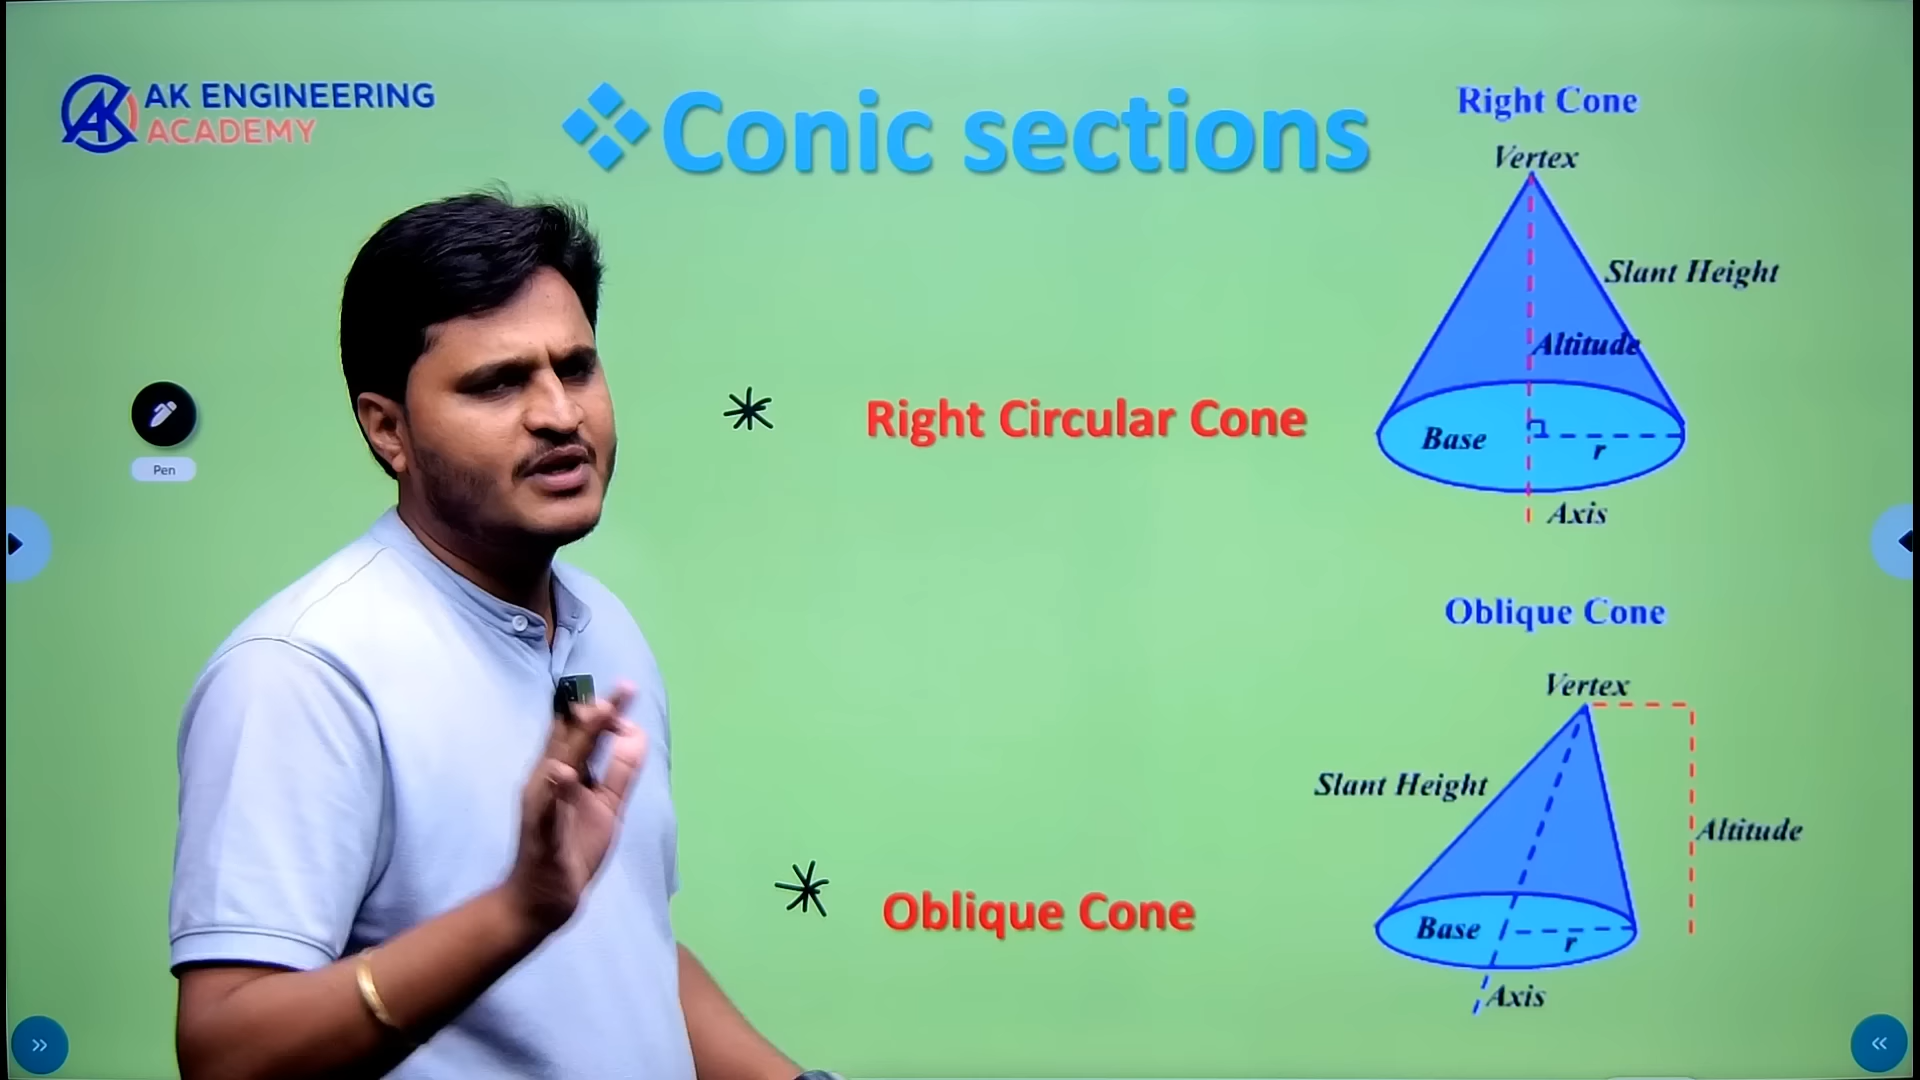 AK ENGINEERING
ACADEMY
Conic sections
Right Cone
Vertex
Slant Height
Altitude
Right Circular Cone
Base
r
Axis
Pen
Oblique Cone
Vertex
Slant Height
Altitude
Oblique Cone
Base
r
Axis